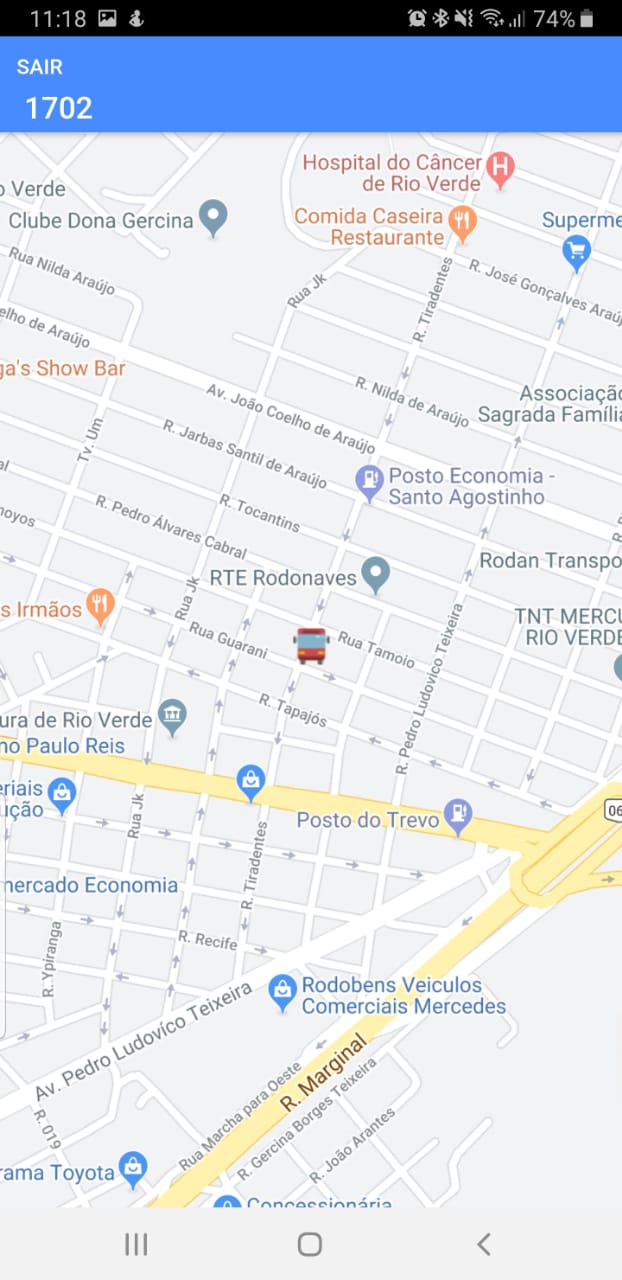 11:18
74%
SAIR
1702
Hospital do Câncer
de Rio Verde
H
o Verde
Clube Dona Gercina
Comida Caseira
Restaurante
Superme
Rua Nilda Araújo
Rua Jk
R. Tiradentes
R. José Gonçalves Araúj
elho de Araújo
ga's Show Bar
Av. João Coelho de Araújo
R. Nilda de Araújo
Associação
Sagrada Família
Tv. Um
R. Jarbas Santil de Araújo
Posto Economia -
Santo Agostinho
R. Tocantins
R. Pedro Álvares Cabral
moyos
RTE Rodonaves
Rodan Transpo
Rua Jk
s Irmãos
Rua Guarani
Rua Tamoio
TNT MERCU
RIO VERDE
R. Pedro Ludovico Teixeira
R. Tapajós
ura de Rio Verde
no Paulo Reis
eriais
ução
Rua Jk
Posto do Trevo
06
R. Tiradentes
mercado Economia
R. Recife
R. Ypiranga
Rodobens Veiculos
Comerciais Mercedes
Av. Pedro Ludovíco Teixeira
R. Marginal
Rua Marcha para Oeste
R. Gercina Borges Teixeira
R. 019
R. João Arantes
rama Toyota
Concessionária